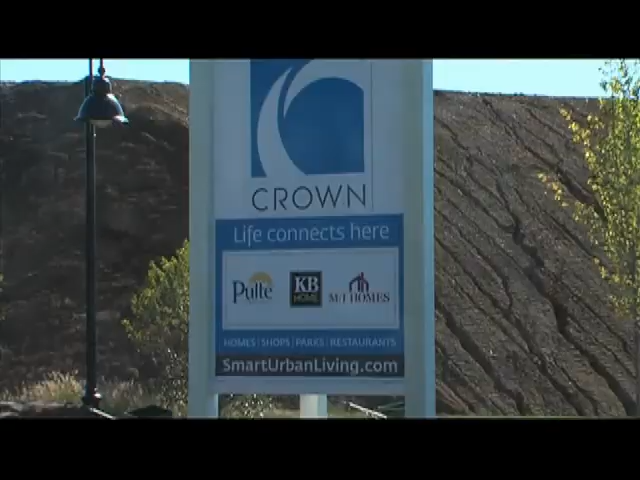 CROWN
Life connects here
Pulte
KB
HOME
M/I HOMES
HOMES | SHOPS | PARKS | RESTAURANTS
SmartUrbanLiving.com